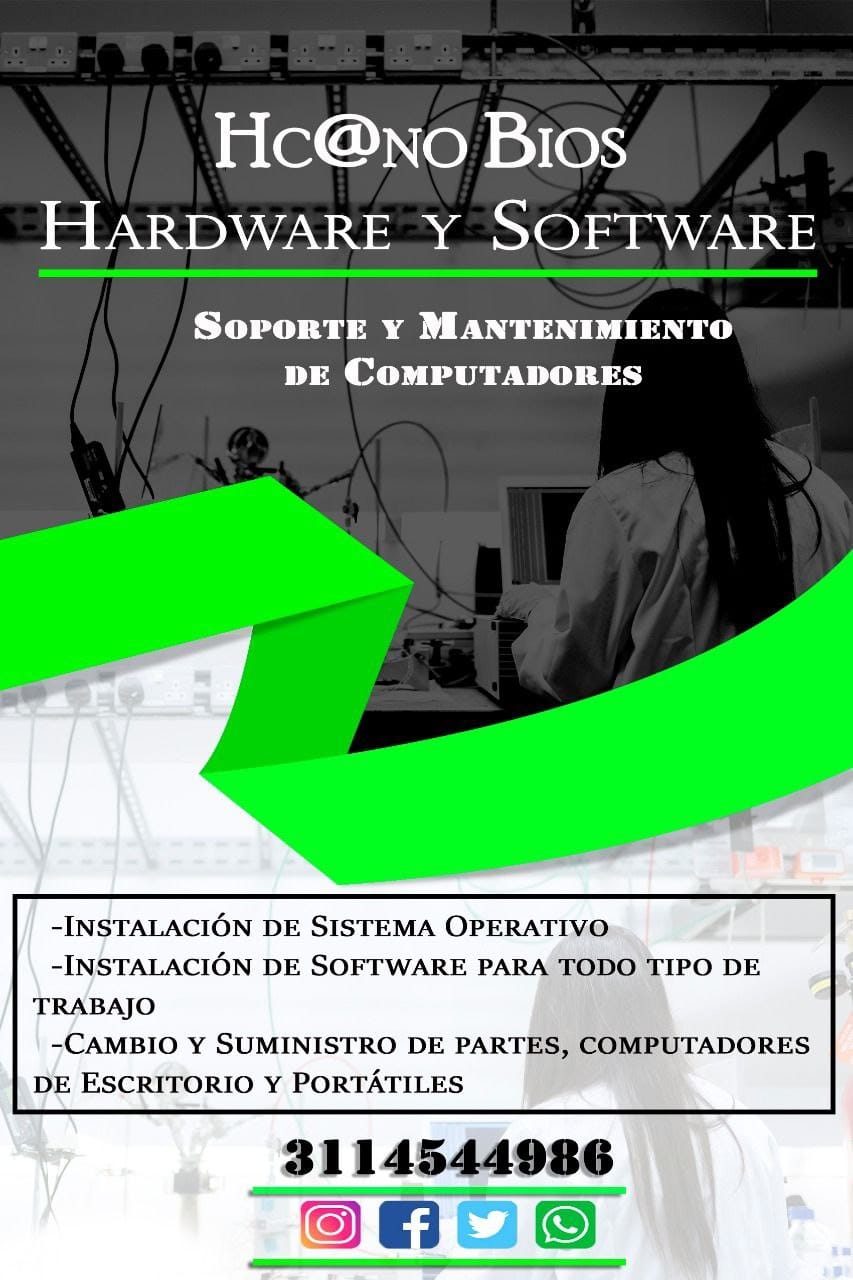 Hc@no Bios
Hardware y Software
Soporte y Mantenimiento
de Computadores
-Instalación de Sistema Operativo
-Instalación de Software para todo tipo de
trabajo
-Cambio y Suministro de partes, computadores
de Escritorio y Portátiles
3114544986